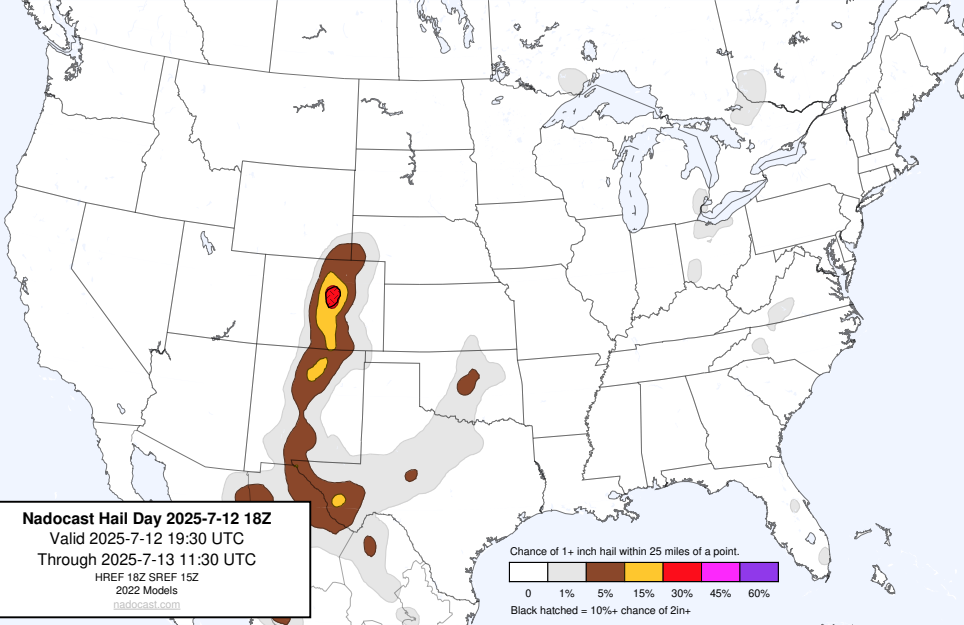 Nadocast Hail Day 2025-7-12 18Z
Valid 2025-7-12 19:30 UTC
Through 2025-7-13 11:30 UTC
HREF 18Z SREF 15Z
2022 Models
nadocast.com
Chance of 1+ inch hail within 25 miles of a point.
0 1% 5% 15% 30% 45% 60%
Black hatched = 10%+ chance of 2in+